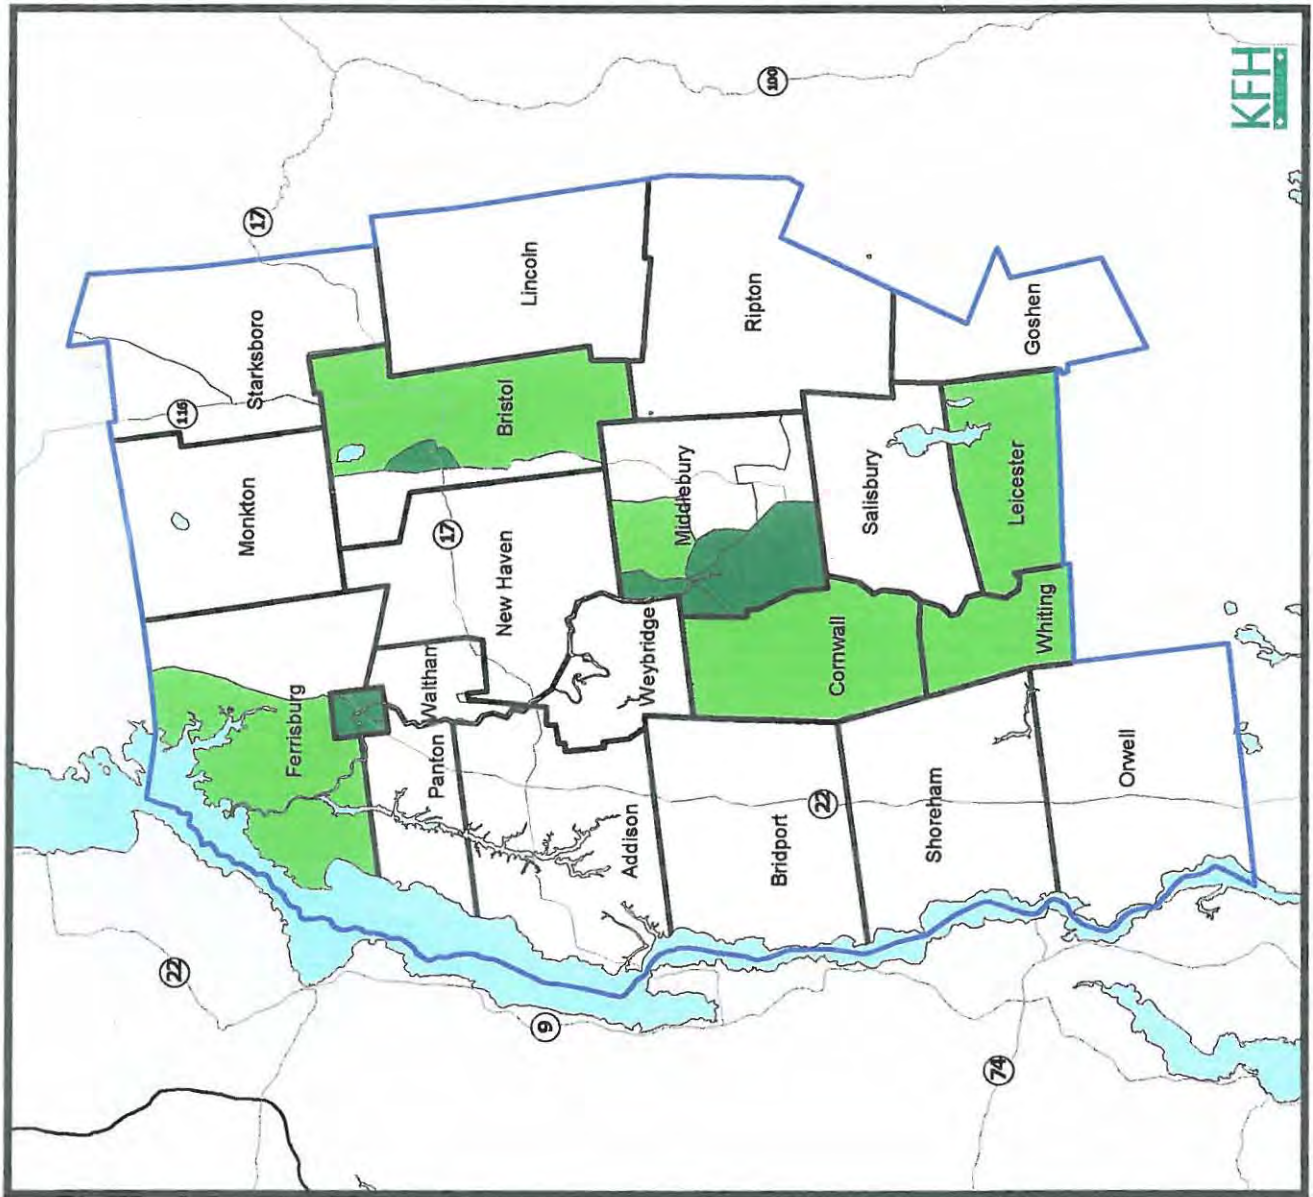 100
17
KFH
Starksboro
Lincoln
Ripton
Goshen
116
Bristol
Monkton
17
New Haven
Middlebury
Salisbury
Leicester
Ferrisburg
Waltham
Weybridge
Cornwall
Whiting
Panton
Addison
Bridport
22
Shoreham
Orwell
22
9
74